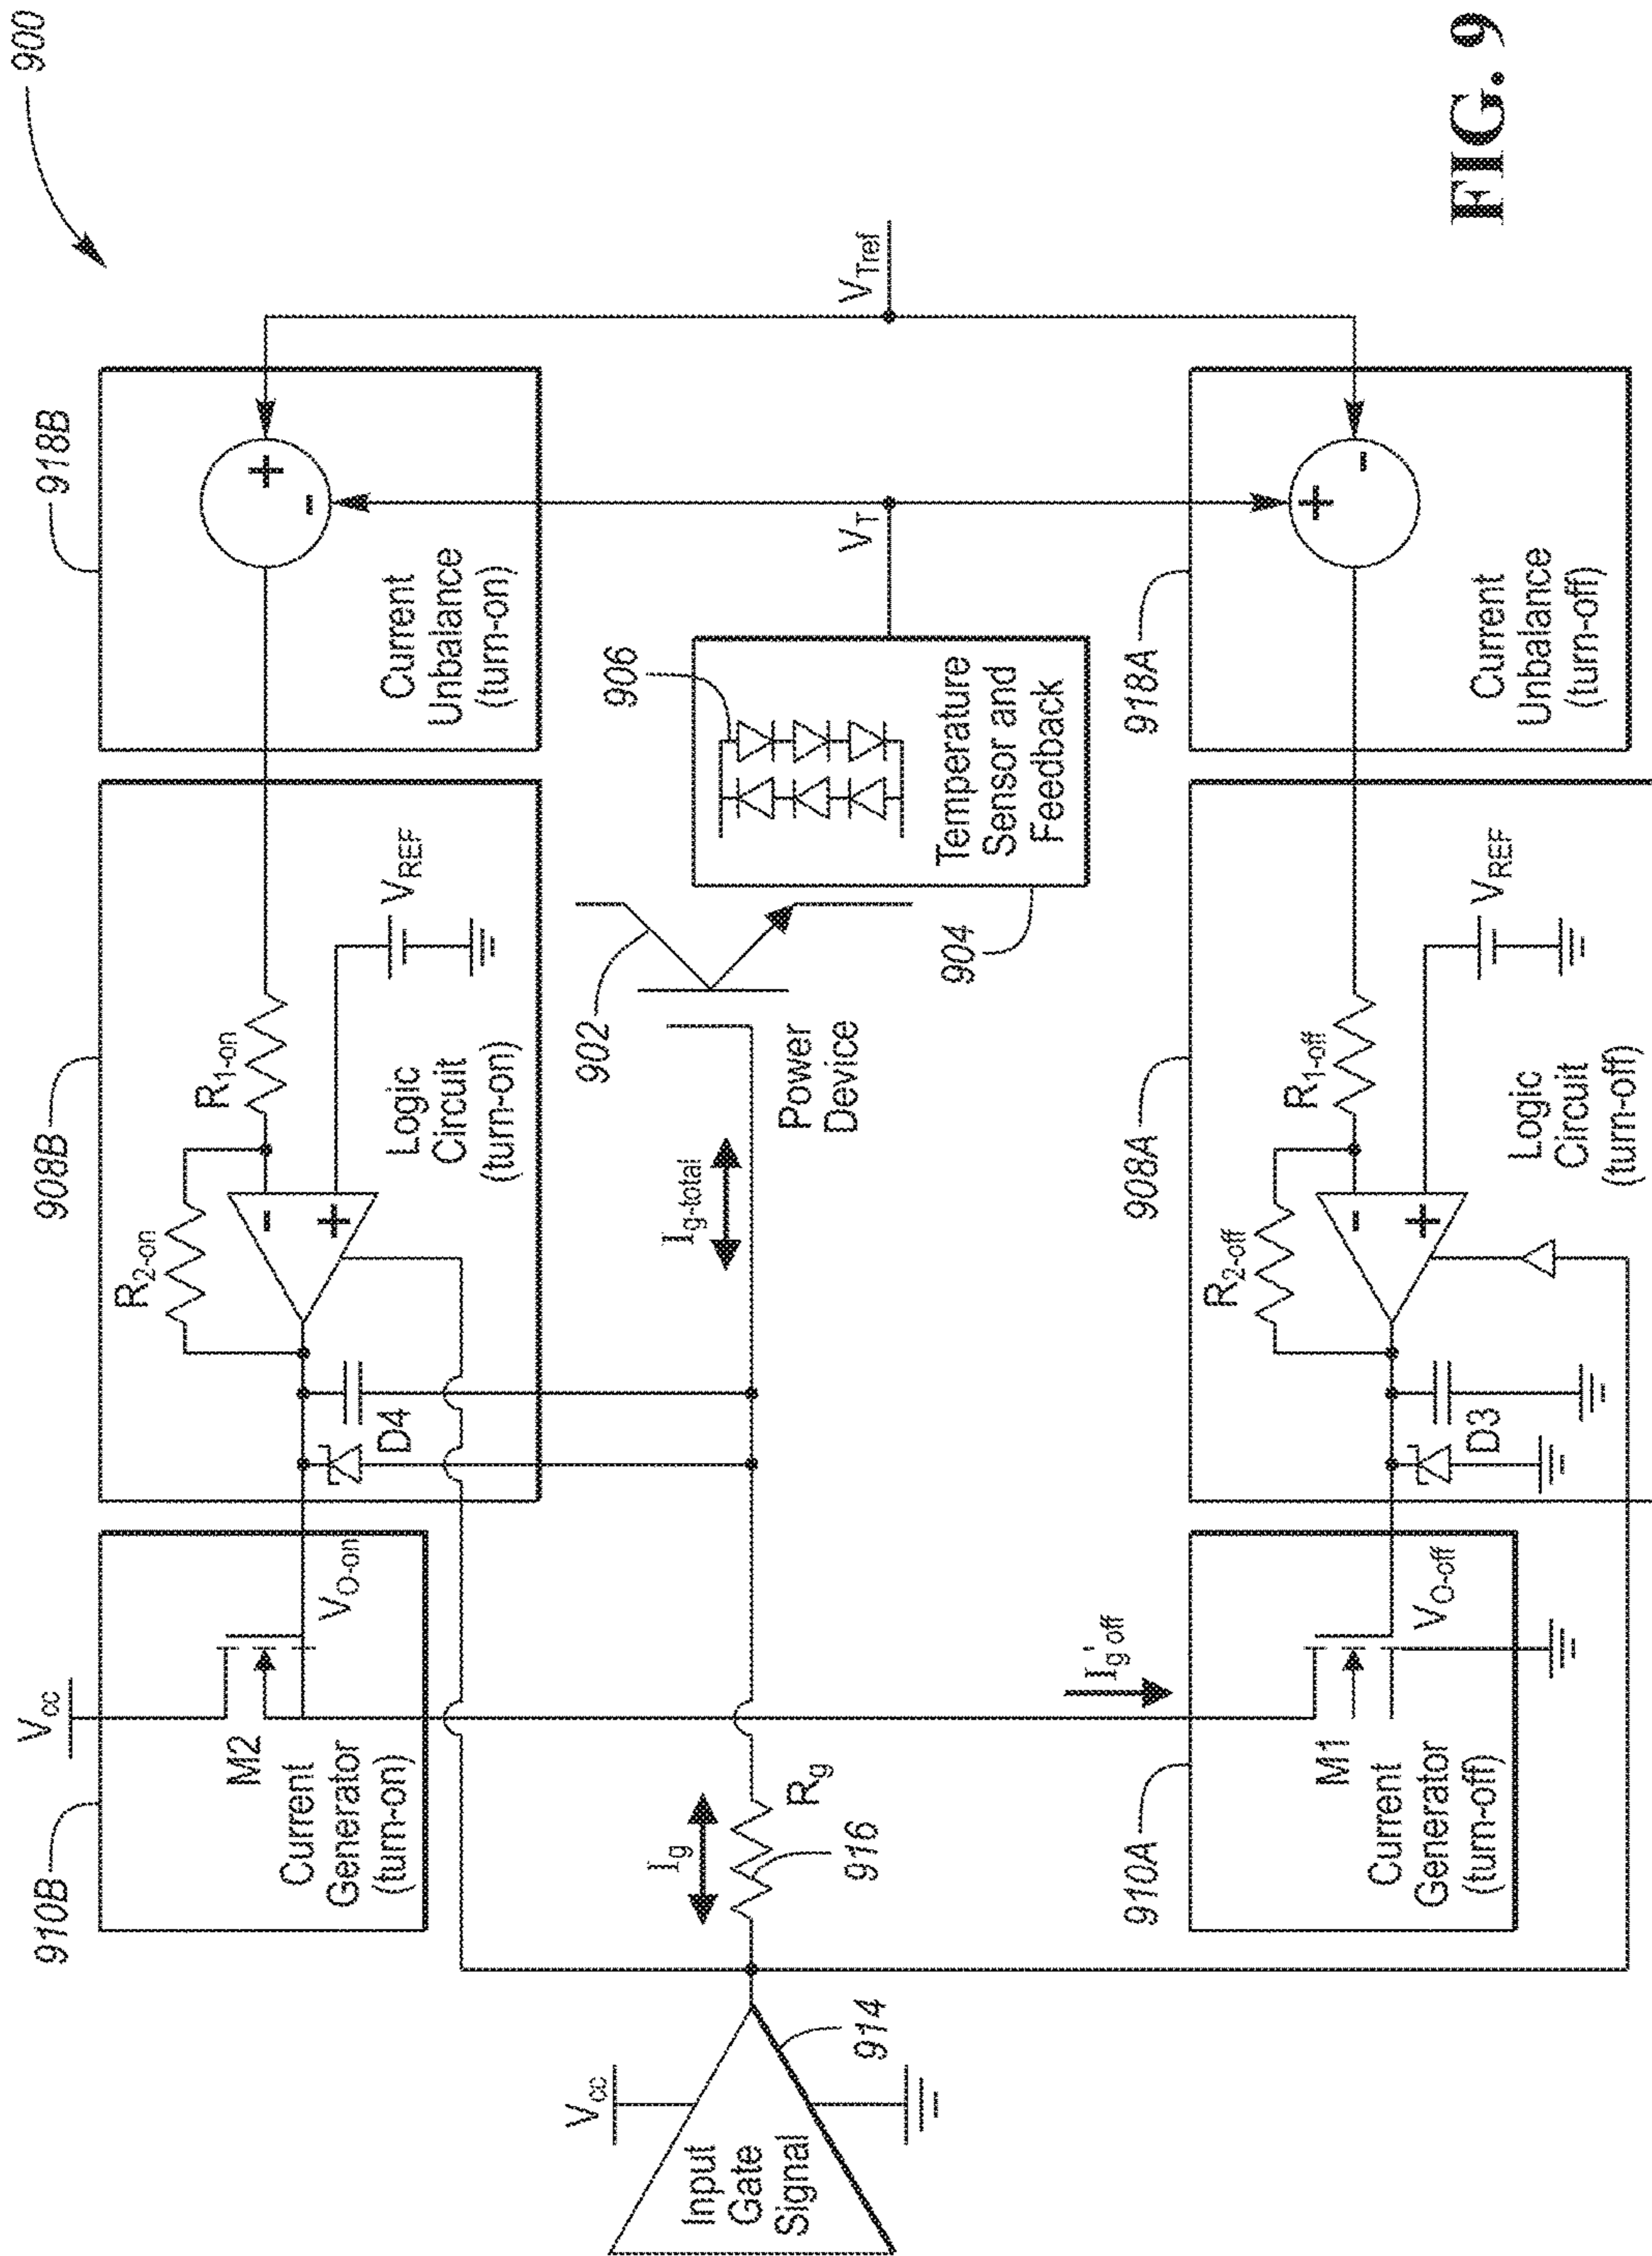 900
910B
V_cc
M2
Current
Generator
(turn-on)
V_O-on
908B
R_2-on
R_1-on
-
+
D4
V_REF
Logic
Circuit
(turn-on)
918B
+
-
Current
Unbalance
(turn-on)
V_cc
Input
Gate
Signal
914
I_g
R_g
916
I_g-total
902
Power
Device
906
Temperature
Sensor and
Feedback
904
V_T
V_Tref
I_g'off
910A
M1
Current
Generator
(turn-off)
V_O-off
908A
R_2-off
R_1-off
-
+
D3
V_REF
Logic
Circuit
(turn-off)
918A
+
-
Current
Unbalance
(turn-off)
FIG. 9